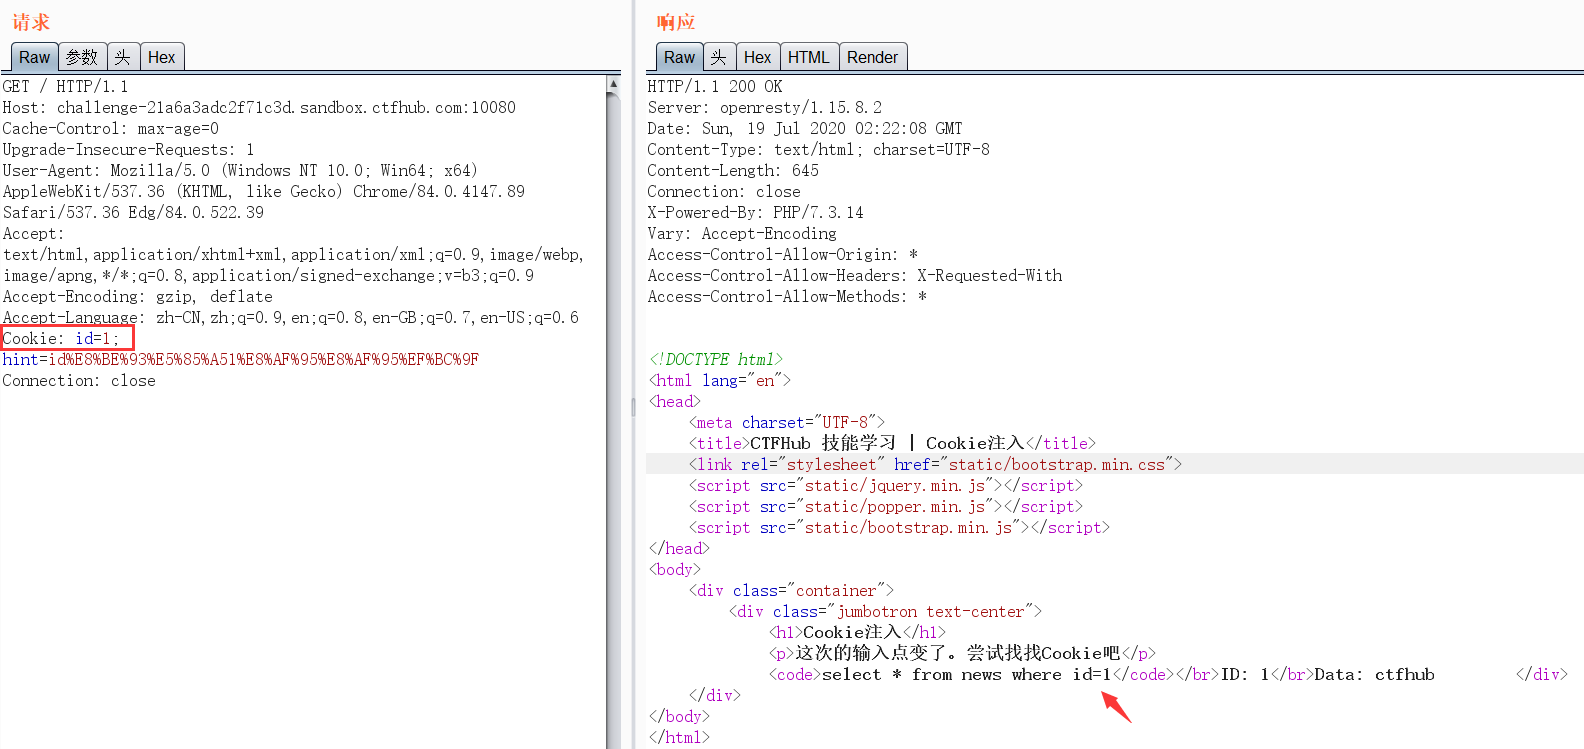 请求
Raw 参数 头 Hex
GET / HTTP/1.1
Host: challenge-21a6a3adc2f71c3d.sandbox.ctfhub.com:10080
Cache-Control: max-age=0
Upgrade-Insecure-Requests: 1
User-Agent: Mozilla/5.0 (Windows NT 10.0; Win64; x64)
AppleWebKit/537.36 (KHTML, like Gecko) Chrome/84.0.4147.89
Safari/537.36 Edg/84.0.522.39
Accept:
text/html,application/xhtml+xml,application/xml;q=0.9,image/webp,
image/apng,*/*;q=0.8,application/signed-exchange;v=b3;q=0.9
Accept-Encoding: gzip, deflate
Accept-Language: zh-CN,zh;q=0.9,en;q=0.8,en-GB;q=0.7,en-US;q=0.6
Cookie: id=1;
hint=id%E8%BE%93%E5%85%A51%E8%AF%95%E8%AF%95%EF%BC%9F
Connection: close
响应
Raw 头 Hex HTML Render
HTTP/1.1 200 OK
Server: openresty/1.15.8.2
Date: Sun, 19 Jul 2020 02:22:08 GMT
Content-Type: text/html; charset=UTF-8
Content-Length: 645
Connection: close
X-Powered-By: PHP/7.3.14
Vary: Accept-Encoding
Access-Control-Allow-Origin: *
Access-Control-Allow-Headers: X-Requested-With
Access-Control-Allow-Methods: *
<!DOCTYPE html>
<html lang="en">
<head>
<meta charset="UTF-8">
<title>CTFHub 技能学习 | Cookie注入</title>
<link rel="stylesheet" href="static/bootstrap.min.css">
<script src="static/jquery.min.js"></script>
<script src="static/popper.min.js"></script>
<script src="static/bootstrap.min.js"></script>
</head>
<body>
<div class="container">
<div class="jumbotron text-center">
<h1>Cookie注入</h1>
<p>这次的输入点变了。尝试找找Cookie吧</p>
<code>select * from news where id=1</code></br>ID: 1</br>Data: ctfhub </div>
</div>
</body>
</html>